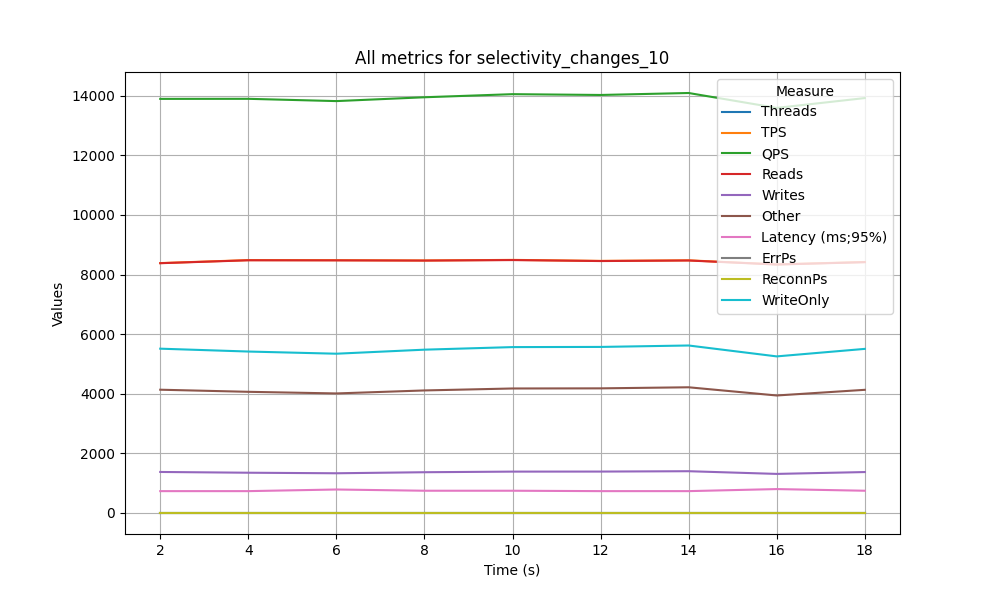 All metrics for selectivity_changes_10
14000
12000
10000
8000
6000
4000
2000
0
Values
Measure
Threads
TPS
QPS
Reads
Writes
Other
Latency (ms;95%)
ErrPs
ReconnPs
WriteOnly
2 4 6 8 10 12 14 16 18
Time (s)